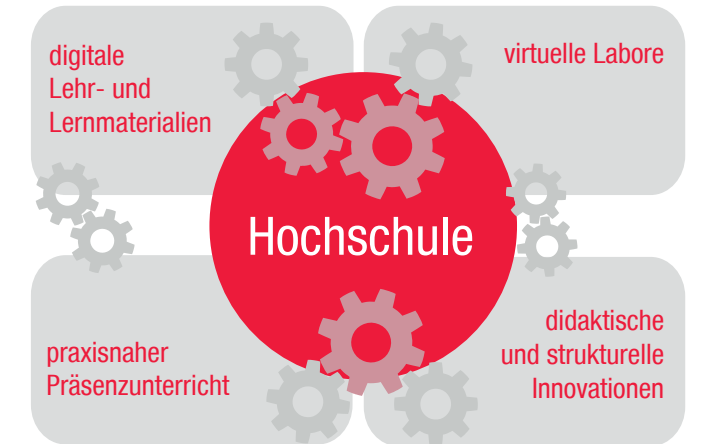 digitale
Lehr- und
Lernmaterialien
virtuelle Labore
Hochschule
praxisnaher
Präsenzunterricht
didaktische
und strukturelle
Innovationen